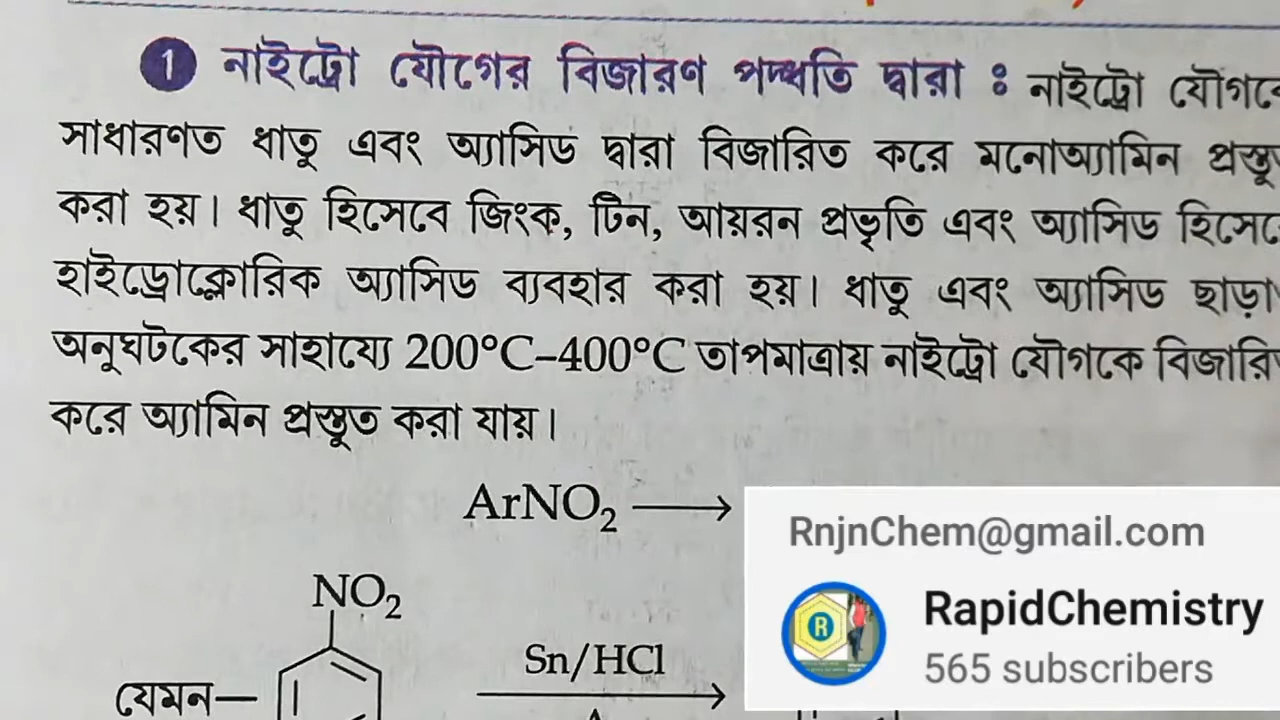 1 নাইট্রো যৌগের বিজারণ পদ্ধতি দ্বারা ঃ নাইট্রো যৌগকে
সাধারণত ধাতু এবং অ্যাসিড দ্বারা বিজারিত করে মনোঅ্যামিন প্রস্তু
করা হয়। ধাতু হিসেবে জিংক, টিন, আয়রন প্রভৃতি এবং অ্যাসিড হিসেবে
হাইড্রোক্লোরিক অ্যাসিড ব্যবহার করা হয়। ধাতু এবং অ্যাসিড ছাড়া
অনুঘটকের সাহায্যে 200°C–400°C তাপমাত্রায় নাইট্রো যৌগকে বিজারি
করে অ্যামিন প্রস্তুত করা যায়।
ArNO₂ ⟶
RnjnChem@gmail.com
NO₂
R RapidChemistry
Sn/HCl
565 subscribers
যেমন—